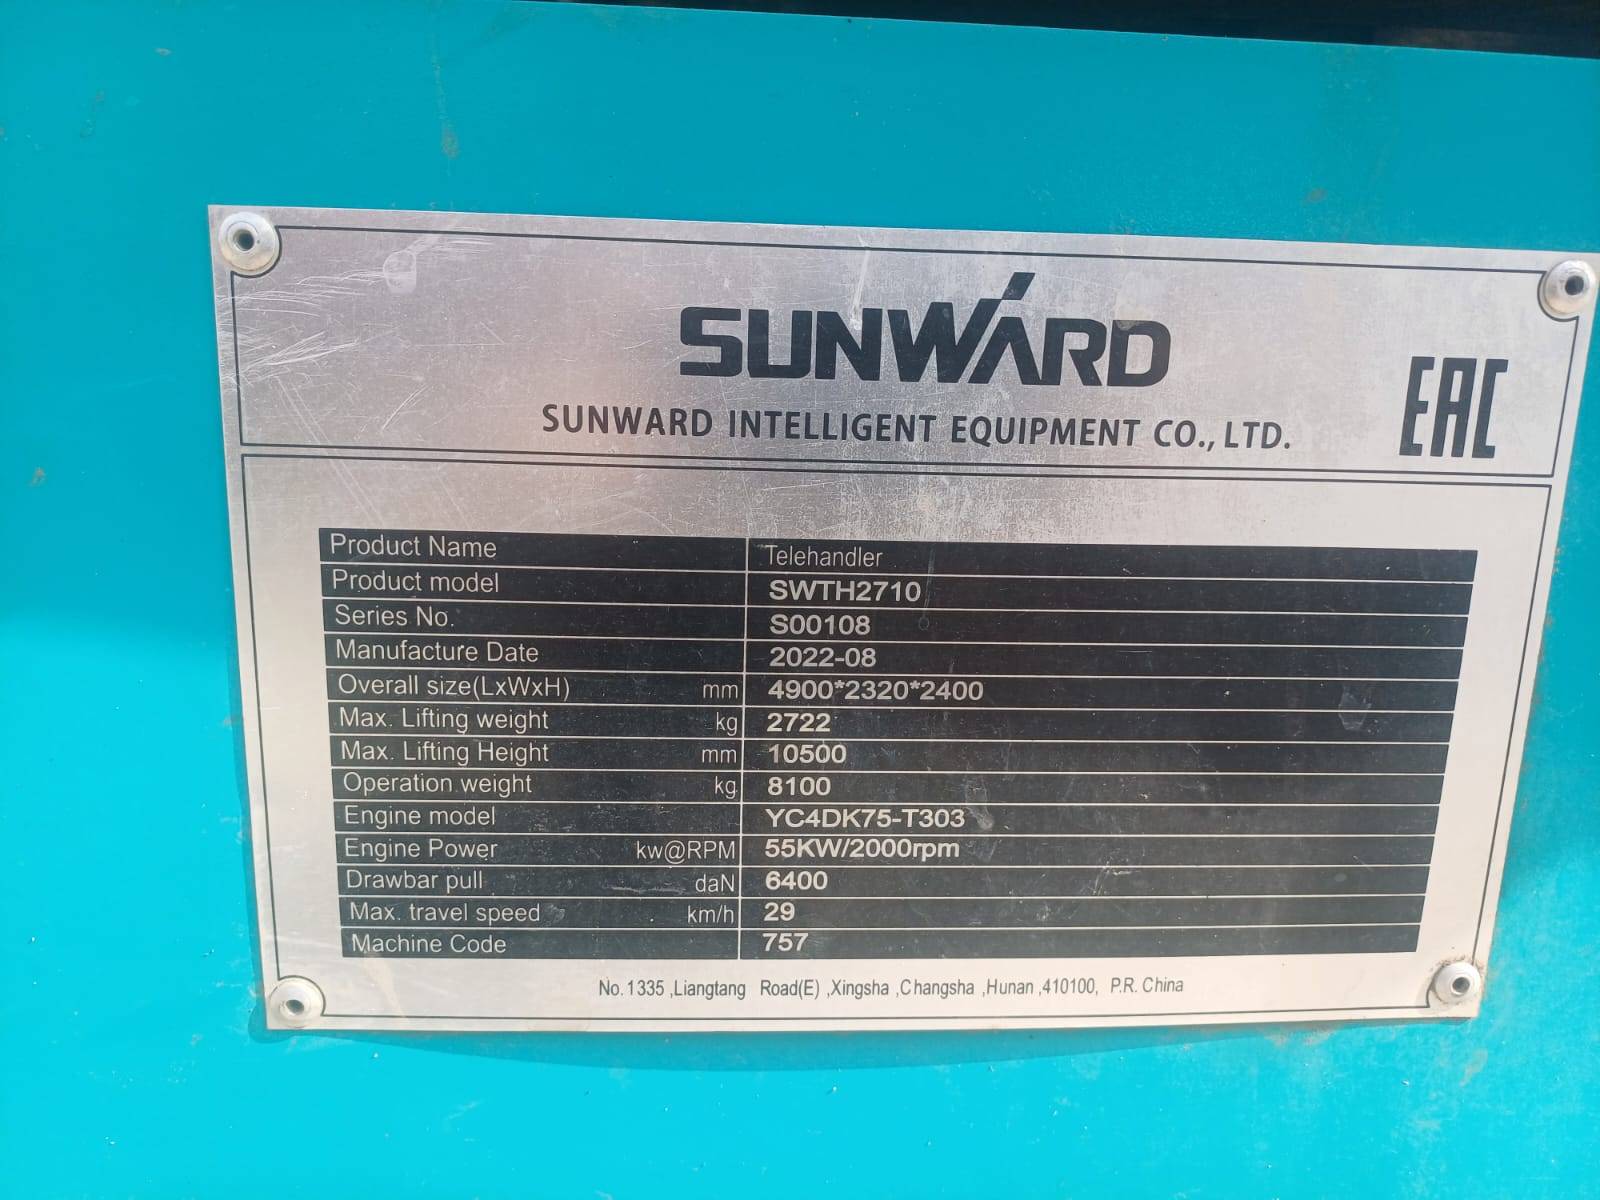 SUNWARD
SUNWARD INTELLIGENT EQUIPMENT CO., LTD.
EAC
Product Name Telehandler
Product model SWTH2710
Series No. S00108
Manufacture Date 2022-08
Overall size(LxWxH) mm 4900*2320*2400
Max. Lifting weight kg 2722
Max. Lifting Height mm 10500
Operation weight kg 8100
Engine model YC4DK75-T303
Engine Power kw@RPM 55KW/2000rpm
Drawbar pull daN 6400
Max. travel speed km/h 29
Machine Code 757
No.1335 ,Liangtang Road(E) ,Xingsha ,Changsha ,Hunan ,410100, P.R. China